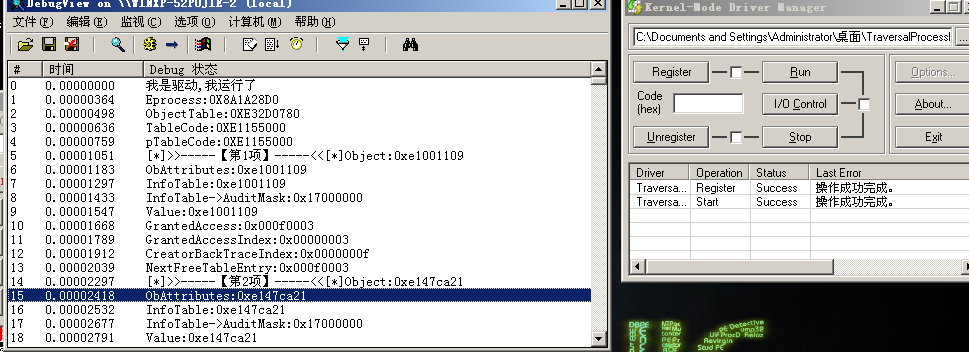 DebugView on \\WINXP-52POJIE-2 (local)
文件(F) 编辑(E) 监视(C) 选项(O) 计算机(M) 帮助(H)
# 时间 Debug 状态
0 0.00000000 我是驱动,我运行了
1 0.00000364 Eprocess:0X8A1A28D0
2 0.00000498 ObjectTable:0XE32D0780
3 0.00000636 TableCode:0XE1155000
4 0.00000759 pTableCode:0XE1155000
5 0.00001051 [*]>>-----【第1项】-----<<[*]Object:0xe1001109
6 0.00001183 ObAttributes:0xe1001109
7 0.00001297 InfoTable:0xe1001109
8 0.00001433 InfoTable->AuditMask:0x17000000
9 0.00001547 Value:0xe1001109
10 0.00001668 GrantedAccess:0x000f0003
11 0.00001789 GrantedAccessIndex:0x00000003
12 0.00001912 CreatorBackTraceIndex:0x0000000f
13 0.00002039 NextFreeTableEntry:0x000f0003
14 0.00002297 [*]>>-----【第2项】-----<<[*]Object:0xe147ca21
15 0.00002418 ObAttributes:0xe147ca21
16 0.00002532 InfoTable:0xe147ca21
17 0.00002677 InfoTable->AuditMask:0x17000000
18 0.00002791 Value:0xe147ca21
Kernel-Mode Driver Manager
C:\Documents and Settings\Administrator\桌面\TraversalProcessI ...
Register Run Options...
Code (hex) I/O Control About...
Unregister Stop Exit
Driver Operation Status Last Error
Traversa... Register Success 操作成功完成。
Traversa... Start Success 操作成功完成。
PE Detective
UIFProcD Reloz
Revirgin
Stud PE